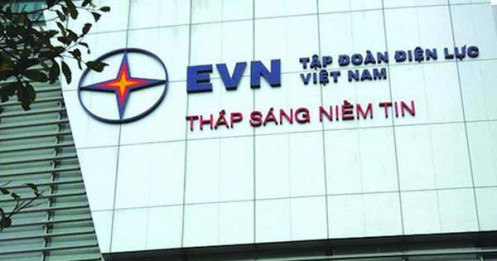 EVN TẬP ĐOÀN ĐIỆN LỰC
VIỆT NAM
THẮP SÁNG NIỀM TIN